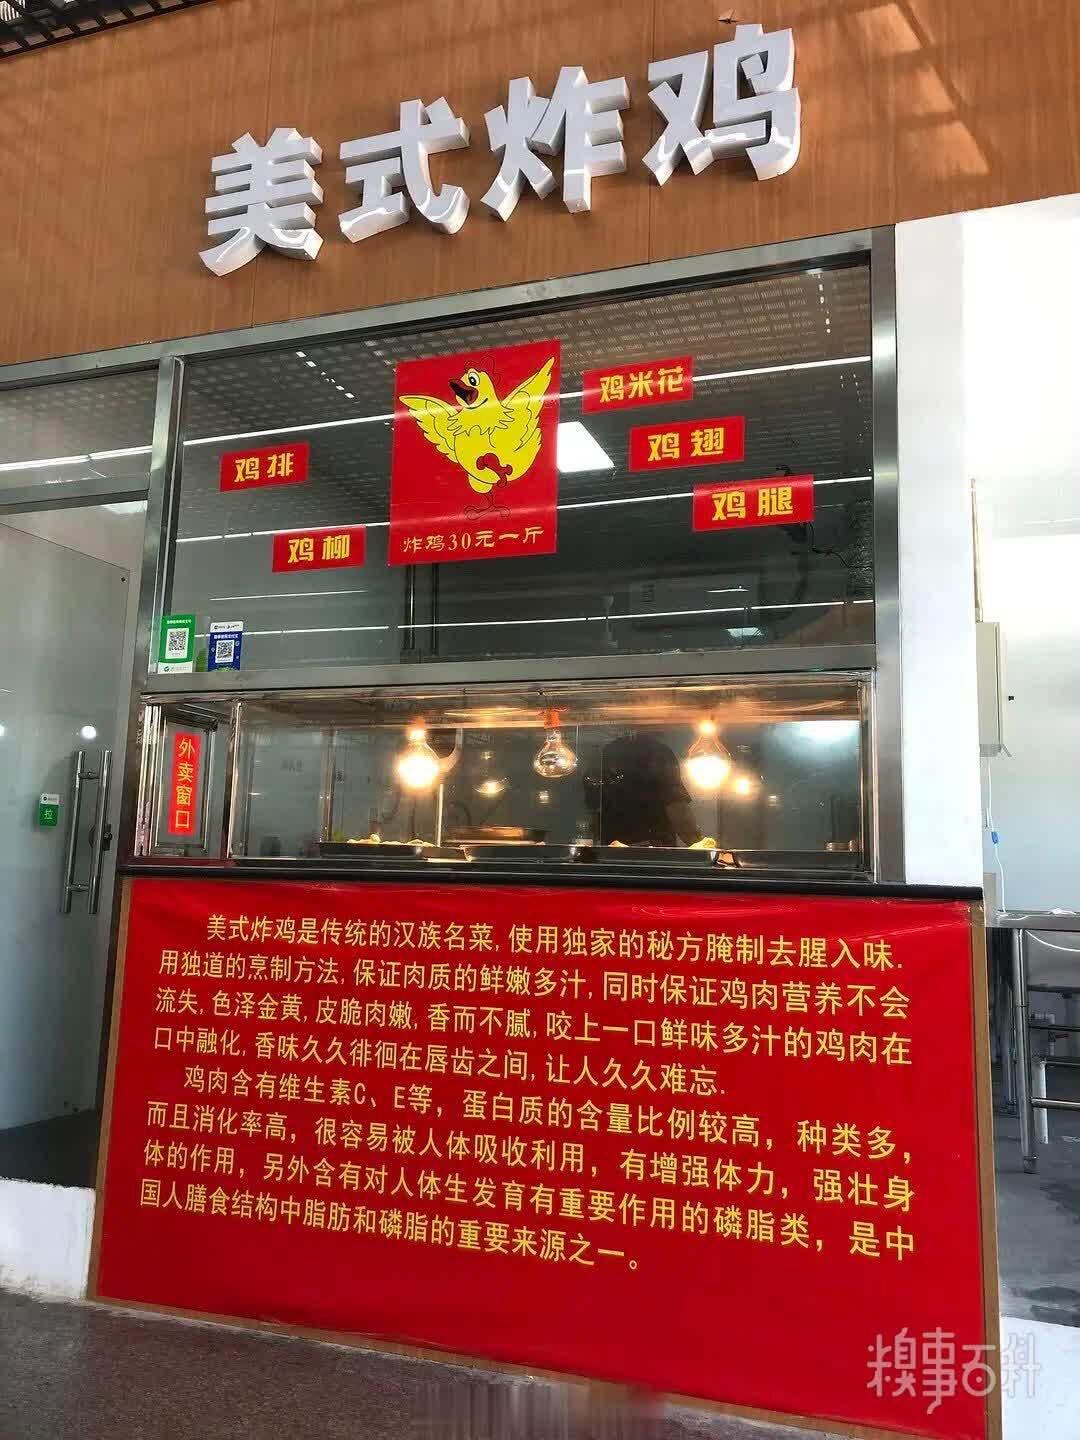 美式炸鸡
鸡米花
鸡排
鸡翅
鸡腿
鸡柳
炸鸡30元一斤
外卖窗口
拉
美式炸鸡是传统的汉族名菜,使用独家的秘方腌制去腥入味.
用独道的烹制方法,保证肉质的鲜嫩多汁,同时保证鸡肉营养不会
流失,色泽金黄,皮脆肉嫩,香而不腻,咬上一口鲜味多汁的鸡肉在
口中融化,香味久久徘徊在唇齿之间,让人久久难忘.
鸡肉含有维生素C、E等，蛋白质的含量比例较高，种类多，
而且消化率高，很容易被人体吸收利用，有增强体力，强壮身
体的作用，另外含有对人体生发育有重要作用的磷脂类，是中
国人膳食结构中脂肪和磷脂的重要来源之一。
糗事百科